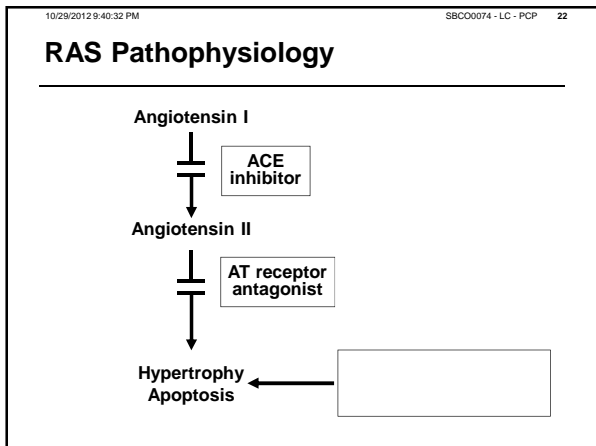 10/29/2012 9:40:32 PM
SBCO0074 - LC - PCP 22
RAS Pathophysiology
Angiotensin I
ACE
inhibitor
Angiotensin II
AT receptor
antagonist
Hypertrophy
Apoptosis